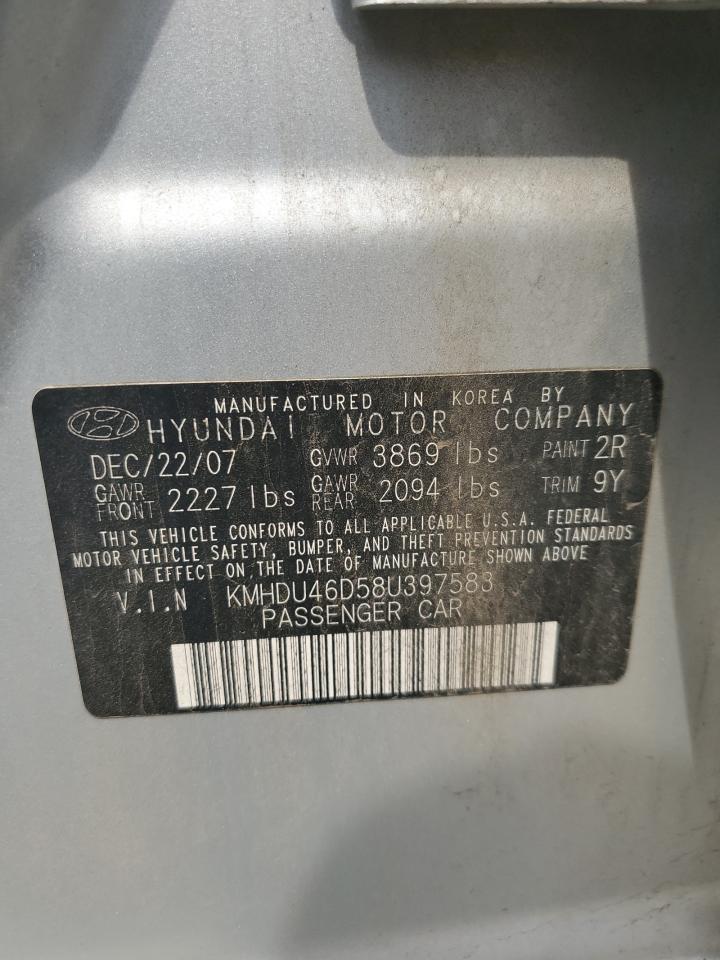 MANUFACTURED IN KOREA BY
HYUNDAI MOTOR COMPANY
DEC/22/07 GVWR 3869 lbs PAINT 2R
GAWR FRONT 2227 lbs GAWR REAR 2094 lbs TRIM 9Y
THIS VEHICLE CONFORMS TO ALL APPLICABLE U.S.A. FEDERAL
MOTOR VEHICLE SAFETY, BUMPER, AND THEFT PREVENTION STANDARDS
IN EFFECT ON THE DATE OF MANUFACTURE SHOWN ABOVE
V.I.N KMHDU46D58U397583
PASSENGER CAR